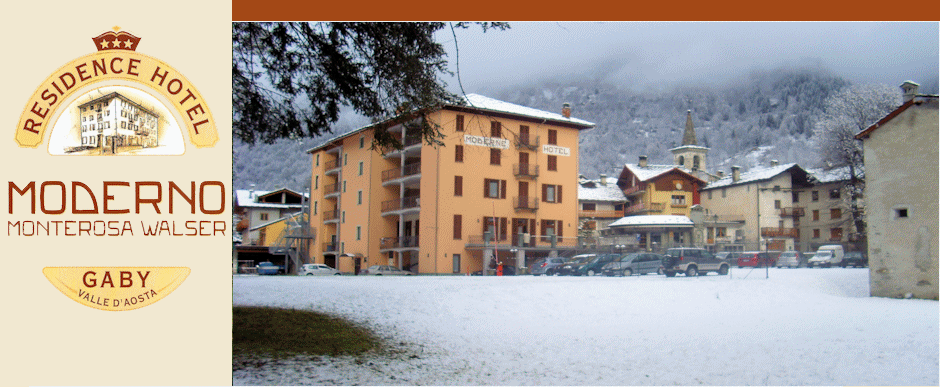 RESIDENCE HOTEL
MODERNO
MONTEROSA WALSER
GABY
VALLE D'AOSTA
MODERNO HOTEL